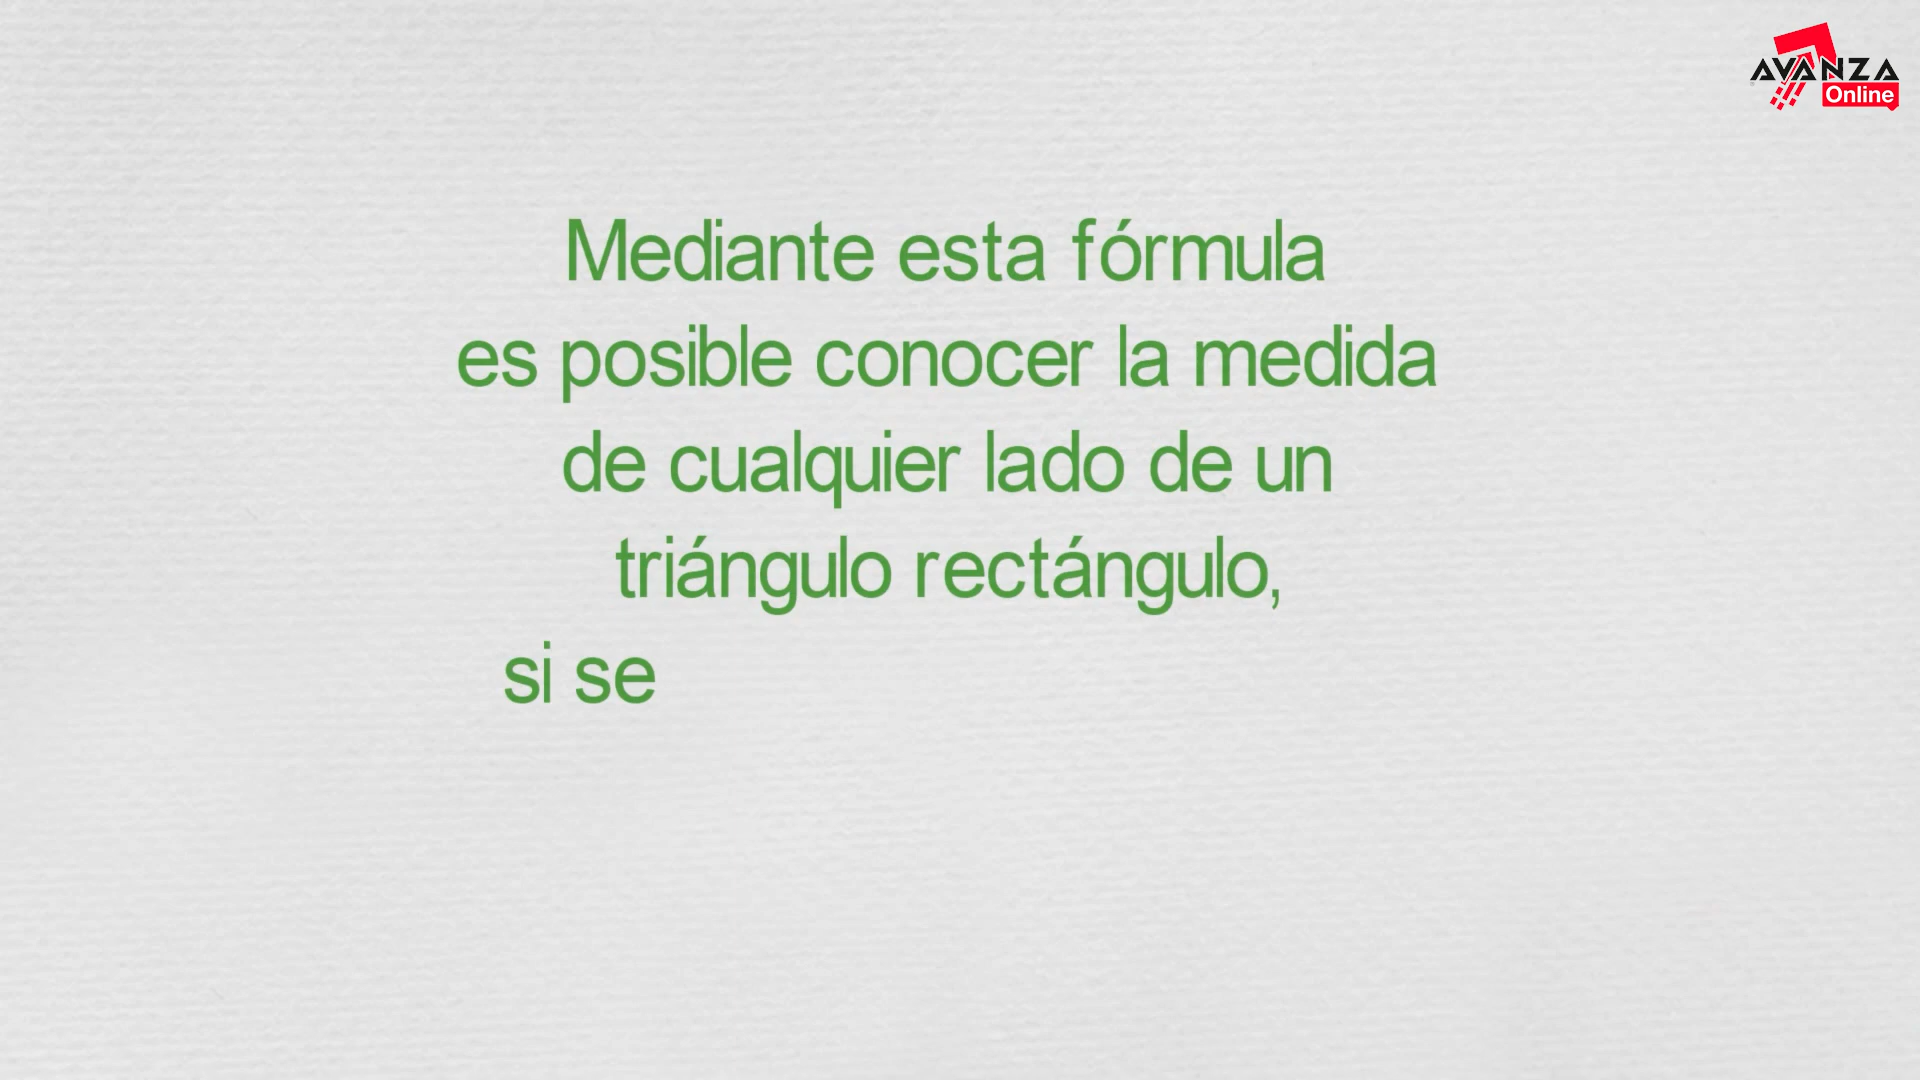 AVANZA
Online
Mediante esta fórmula
es posible conocer la medida
de cualquier lado de un
triángulo rectángulo,
si se